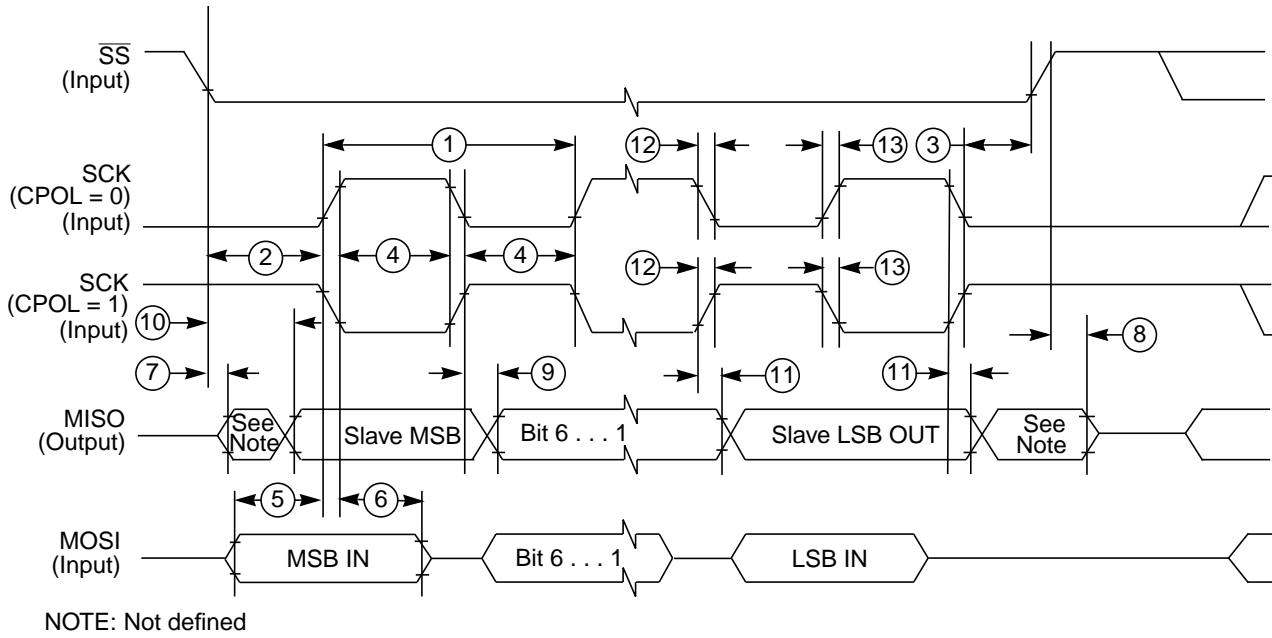 SS
(Input)
1
12
13
3
SCK
(CPOL = 0)
(Input)
2
4
4
12
13
SCK
(CPOL = 1)
(Input)
10
8
7
9
11
11
MISO
(Output)
See
Note
Slave MSB
Bit 6 . . . 1
Slave LSB OUT
See
Note
5
6
MOSI
(Input)
MSB IN
Bit 6 . . . 1
LSB IN
NOTE: Not defined